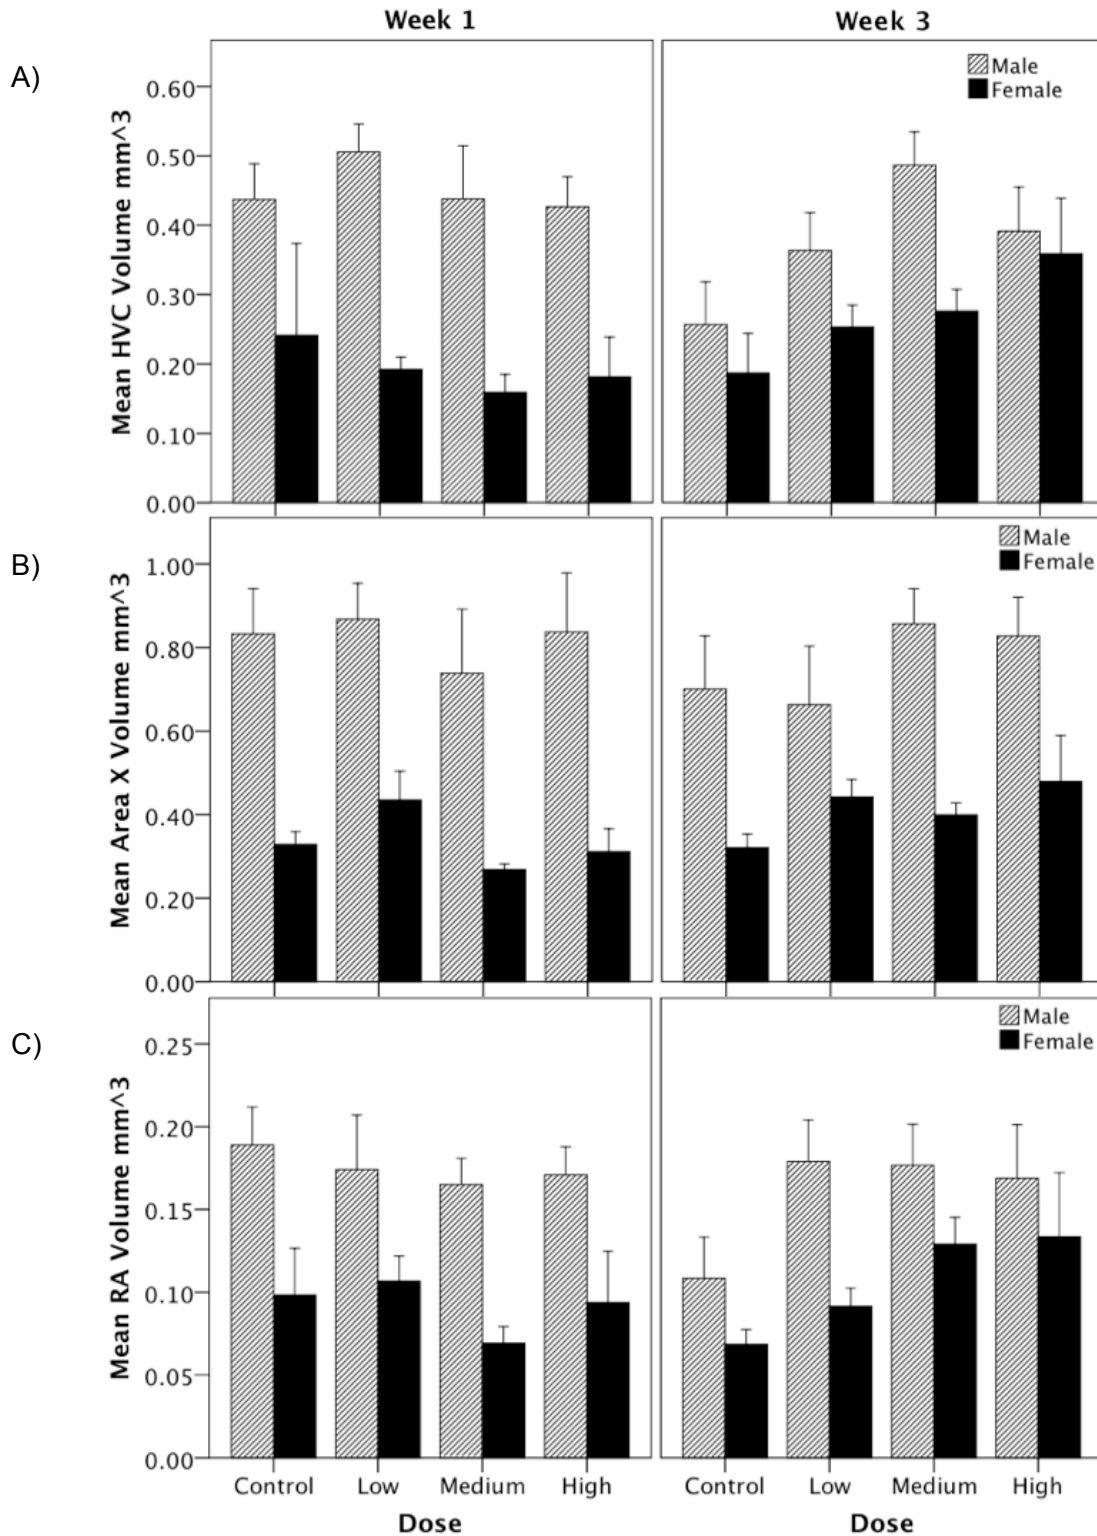 Week 1 Week 3
A)
Mean HVC Volume mm^3
0.60
0.50
0.40
0.30
0.20
0.10
0.00
Male
Female
B)
Mean Area X Volume mm^3
1.00
0.80
0.60
0.40
0.20
0.00
Male
Female
C)
Mean RA Volume mm^3
0.25
0.20
0.15
0.10
0.05
0.00
Male
Female
Control Low Medium High Control Low Medium High
Dose Dose